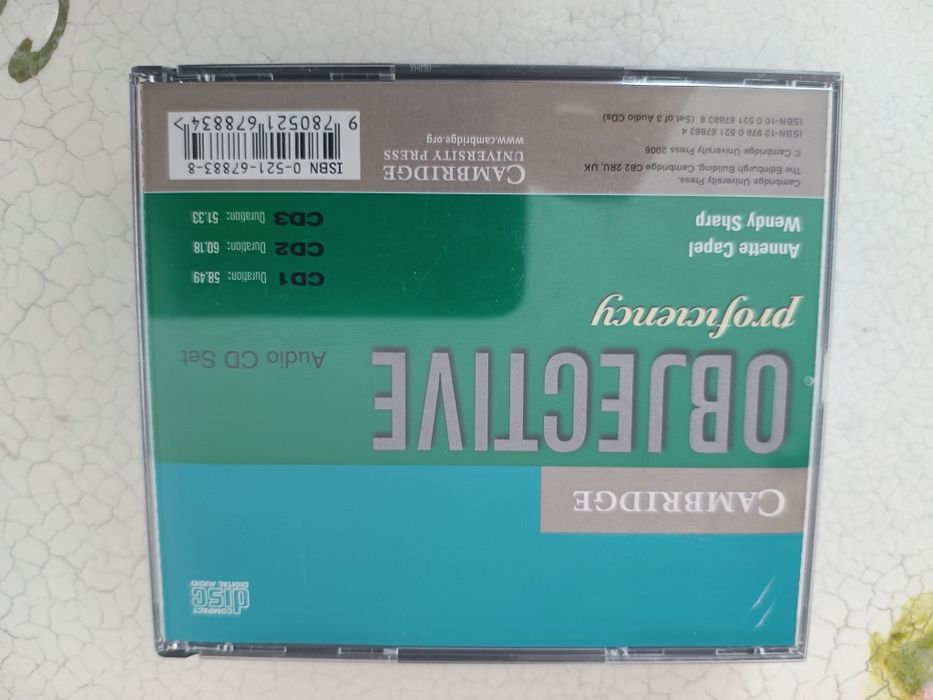 COMPACT
disc
DIGITAL AUDIO
CAMBRIDGE
OBJECTIVE
proficiency
Audio CD Set
Annette Capel
Wendy Sharp
CD1 Duration: 58.49
CD2 Duration: 60.18
CD3 Duration: 51.33
Cambridge University Press,
The Edinburgh Building, Cambridge CB2 2RU, UK
© Cambridge University Press 2006
ISBN-13 978 0 521 67883 4
ISBN-10 0 521 67883 8 (Set of 3 Audio CDs)
CAMBRIDGE
UNIVERSITY PRESS
www.cambridge.org
ISBN 0-521-67883-8
9 780521 678834 >